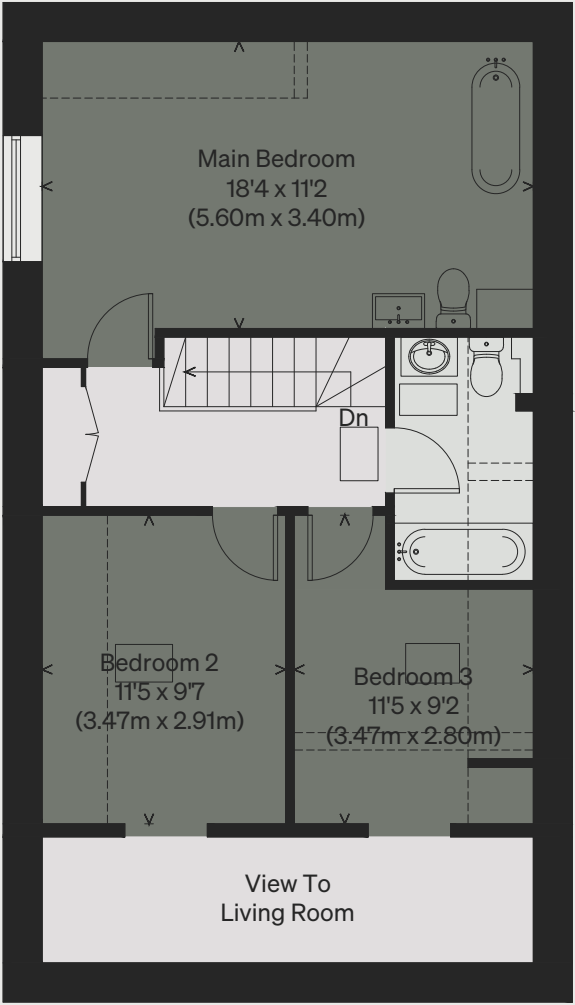 Main Bedroom
18'4 x 11'2
(5.60m x 3.40m)
Dn
Bedroom 2
11'5 x 9'7
(3.47m x 2.91m)
Bedroom 3
11'5 x 9'2
(3.47m x 2.80m)
View To
Living Room